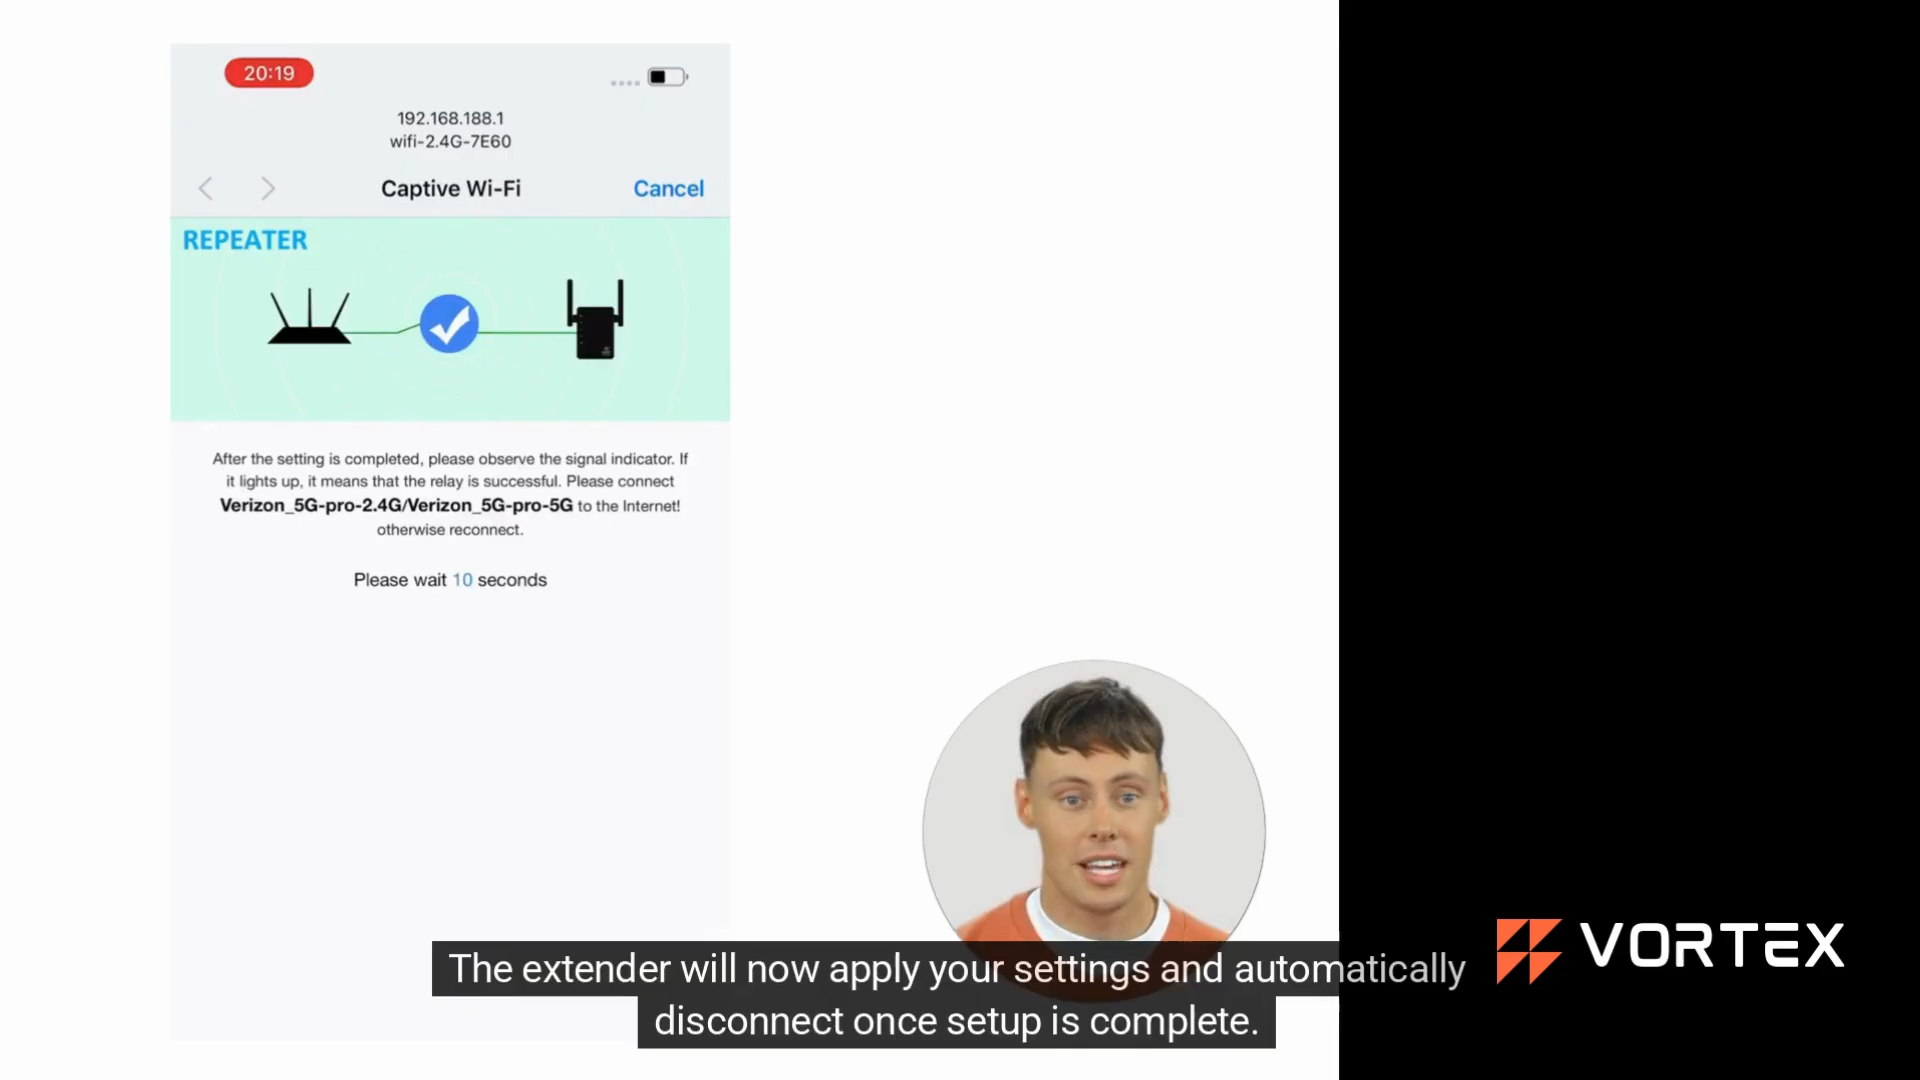 20:19
192.168.188.1
wifi-2.4G-7E60
Captive Wi-Fi
Cancel
REPEATER
After the setting is completed, please observe the signal indicator. If
it lights up, it means that the relay is successful. Please connect
Verizon_5G-pro-2.4G/Verizon_5G-pro-5G to the Internet!
otherwise reconnect.
Please wait 10 seconds
The extender will now apply your settings and automatically
disconnect once setup is complete.
VORTEX